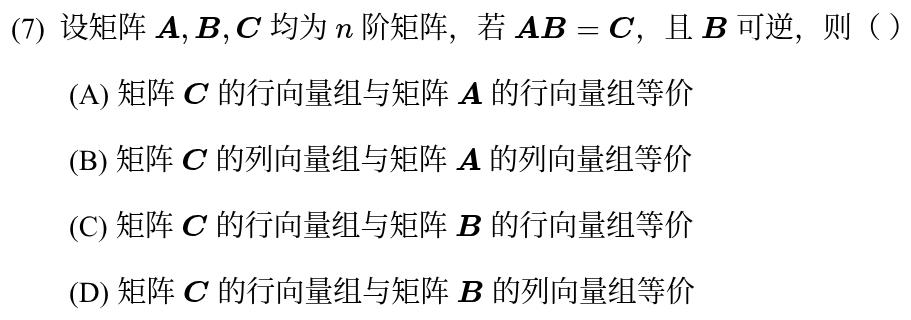 (7) 设矩阵 A, B, C 均为 n 阶矩阵，若 AB = C，且 B 可逆，则（ ）
(A) 矩阵 C 的行向量组与矩阵 A 的行向量组等价
(B) 矩阵 C 的列向量组与矩阵 A 的列向量组等价
(C) 矩阵 C 的行向量组与矩阵 B 的行向量组等价
(D) 矩阵 C 的行向量组与矩阵 B 的列向量组等价